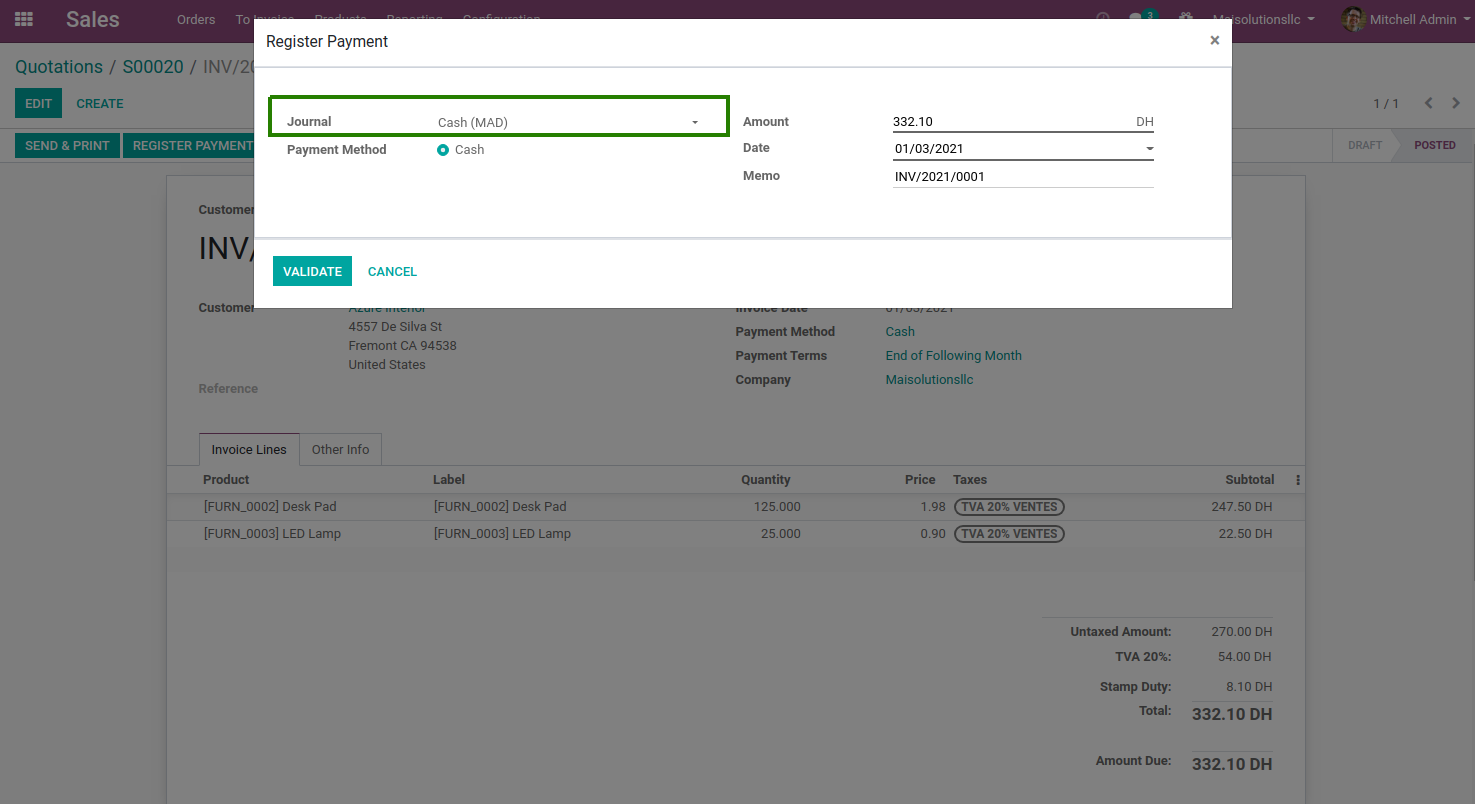 Sales Orders To Invoice Products Reporting Configuration 3 Maisolutionsllc Mitchell Admin
Register Payment ×
Quotations / S00020 / INV/20
EDIT CREATE 1 / 1
Journal Cash (MAD)
Payment Method Cash
Amount 332.10 DH
Date 01/03/2021
Memo INV/2021/0001
SEND & PRINT REGISTER PAYMENT DRAFT POSTED
VALIDATE CANCEL
Customer
INV/
Customer Azure Interior
4557 De Silva St
Fremont CA 94538
United States
Reference
Invoice Date 01/03/2021
Payment Method Cash
Payment Terms End of Following Month
Company Maisolutionsllc
Invoice Lines Other Info
Product Label Quantity Price Taxes Subtotal
[FURN_0002] Desk Pad [FURN_0002] Desk Pad 125.000 1.98 TVA 20% VENTES 247.50 DH
[FURN_0003] LED Lamp [FURN_0003] LED Lamp 25.000 0.90 TVA 20% VENTES 22.50 DH
Untaxed Amount: 270.00 DH
TVA 20%: 54.00 DH
Stamp Duty: 8.10 DH
Total: 332.10 DH
Amount Due: 332.10 DH